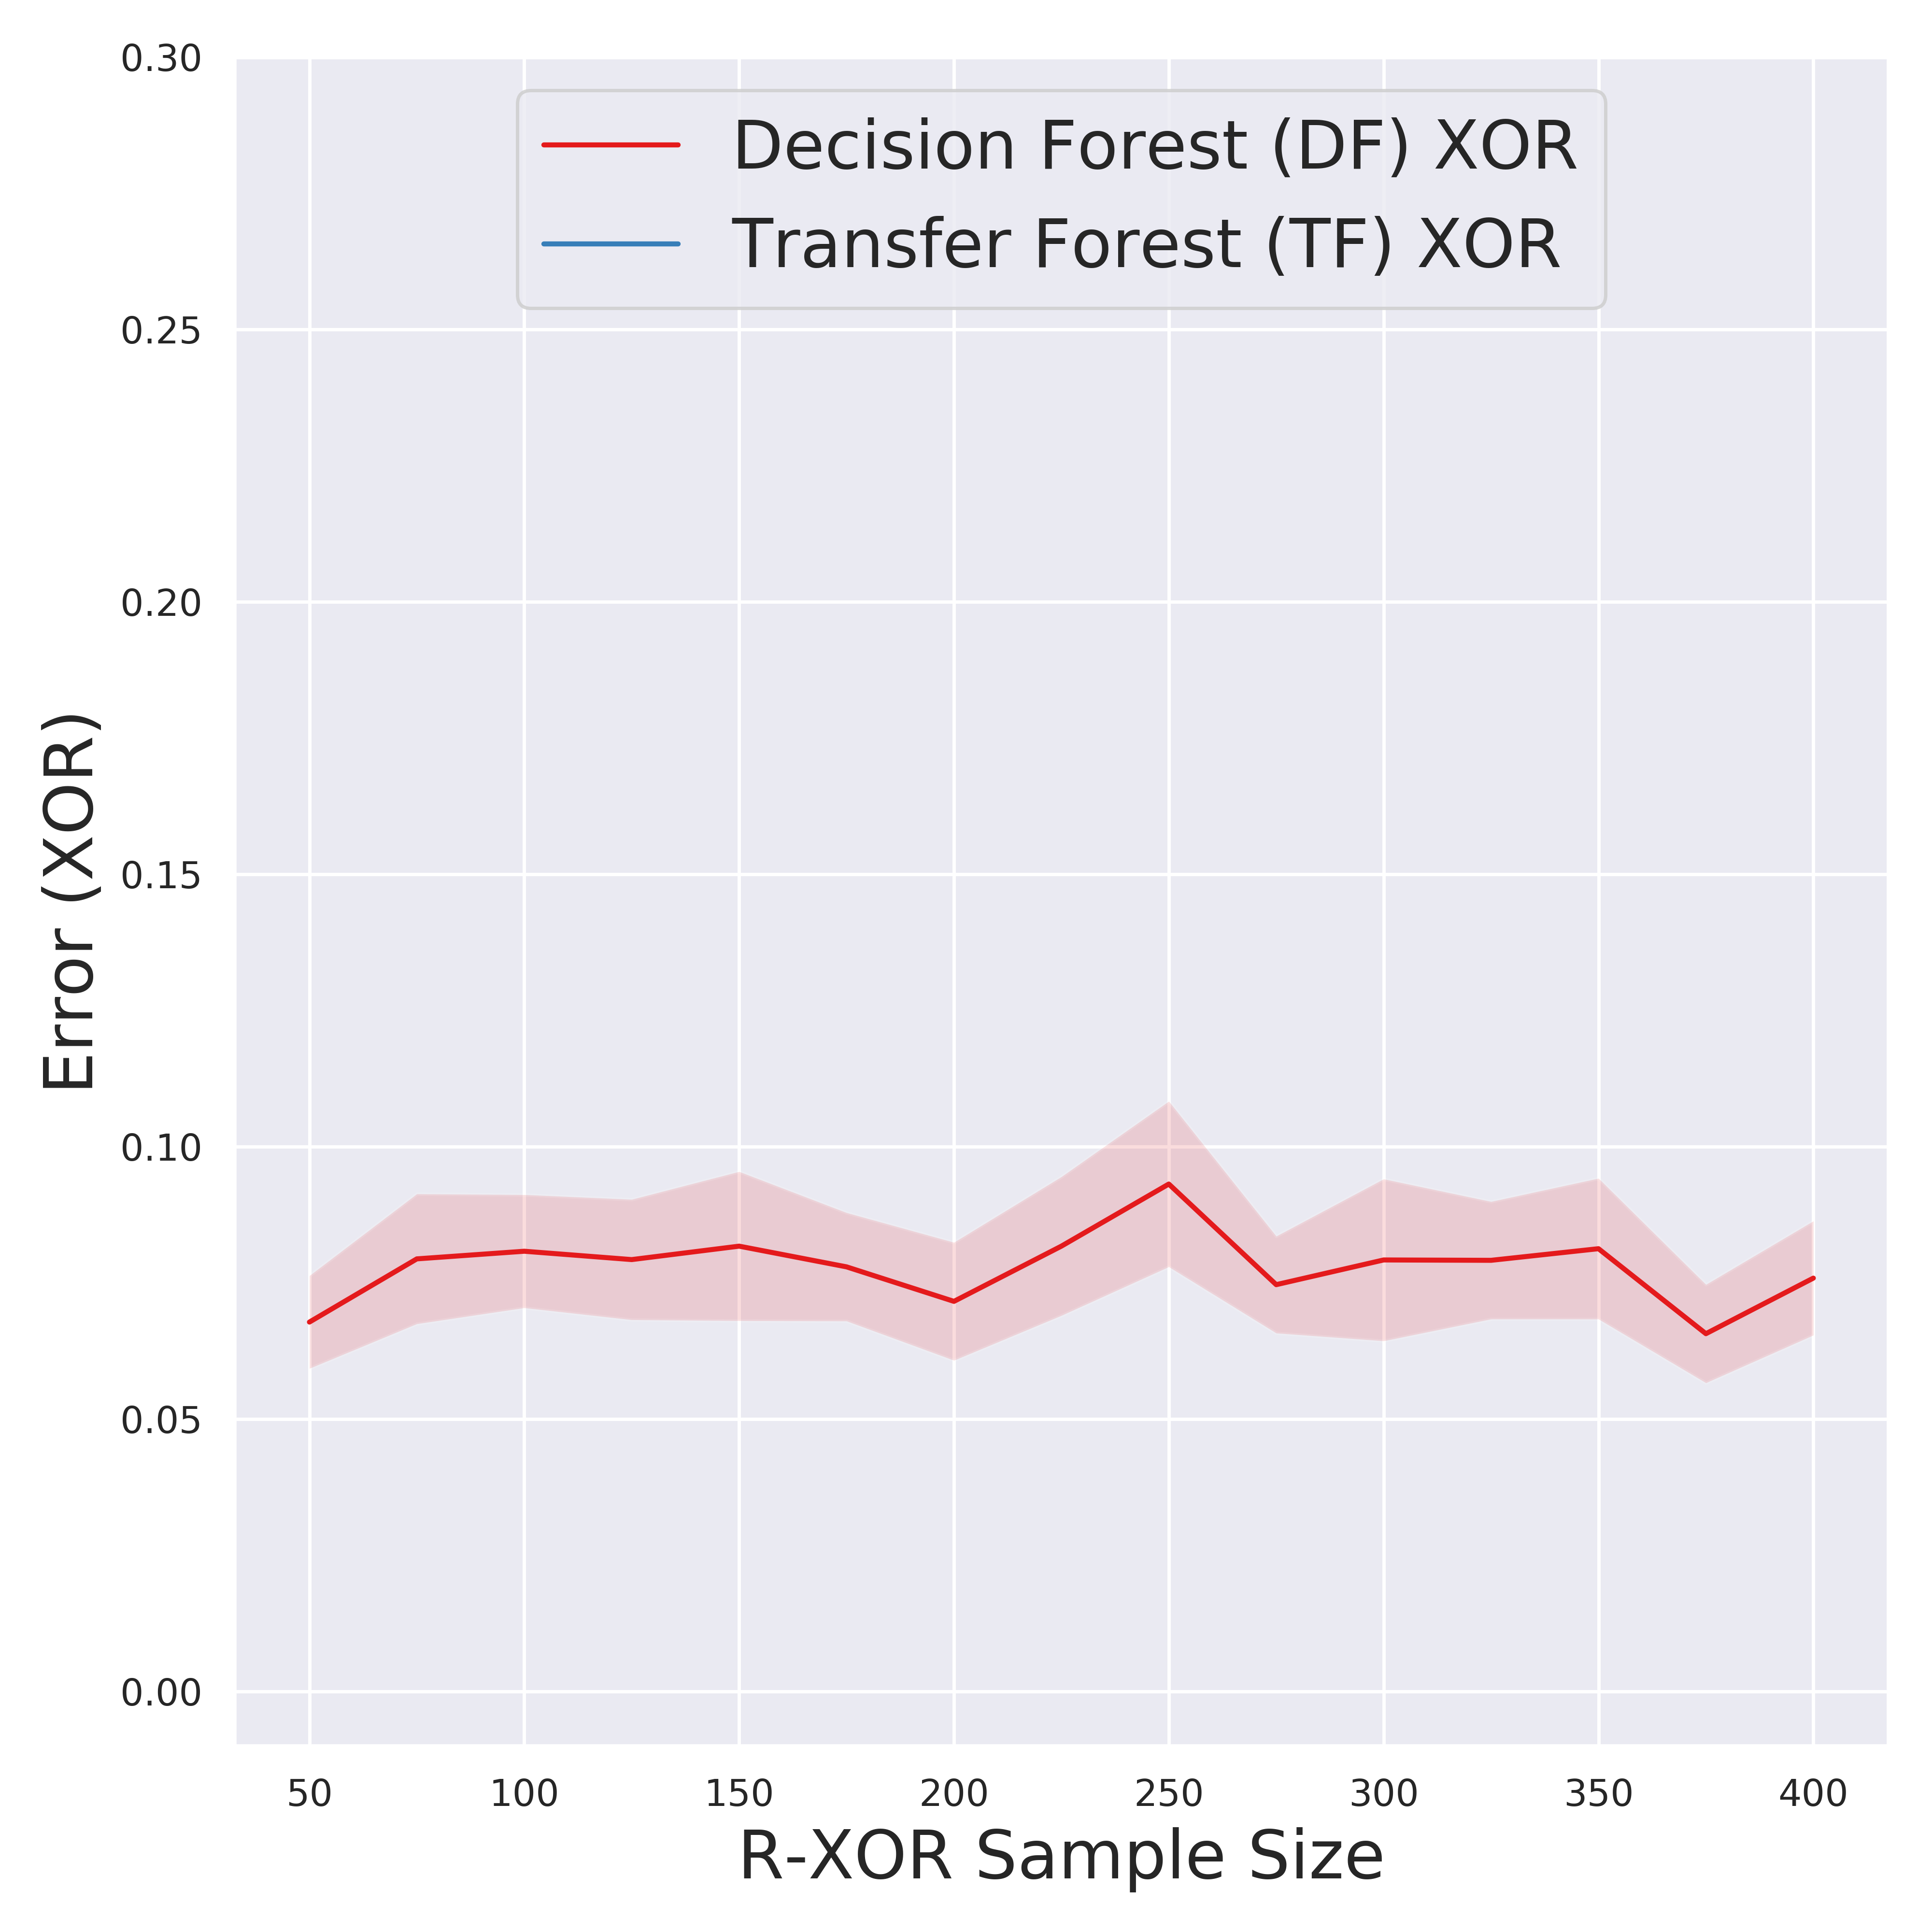 0.30
0.25
0.20
0.15
0.10
0.05
0.00
Error (XOR)
Decision Forest (DF) XOR
Transfer Forest (TF) XOR
50 100 150 200 250 300 350 400
R-XOR Sample Size